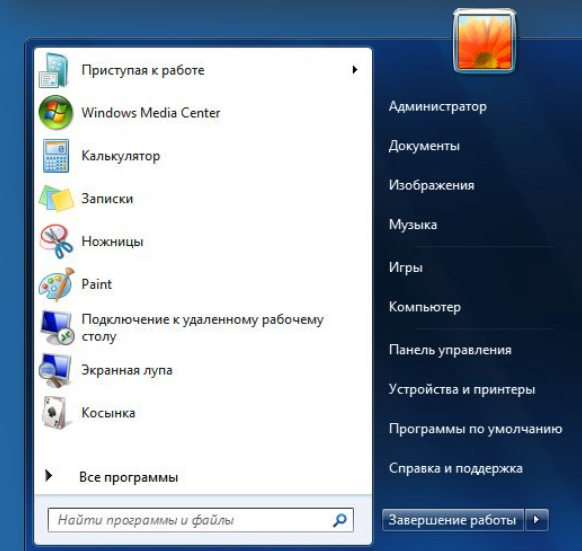 Приступая к работе
Windows Media Center
Калькулятор
Записки
Ножницы
Paint
Подключение к удаленному рабочему
столу
Экранная лупа
Косынка
Все программы
Найти программы и файлы
Администратор
Документы
Изображения
Музыка
Игры
Компьютер
Панель управления
Устройства и принтеры
Программы по умолчанию
Справка и поддержка
Завершение работы